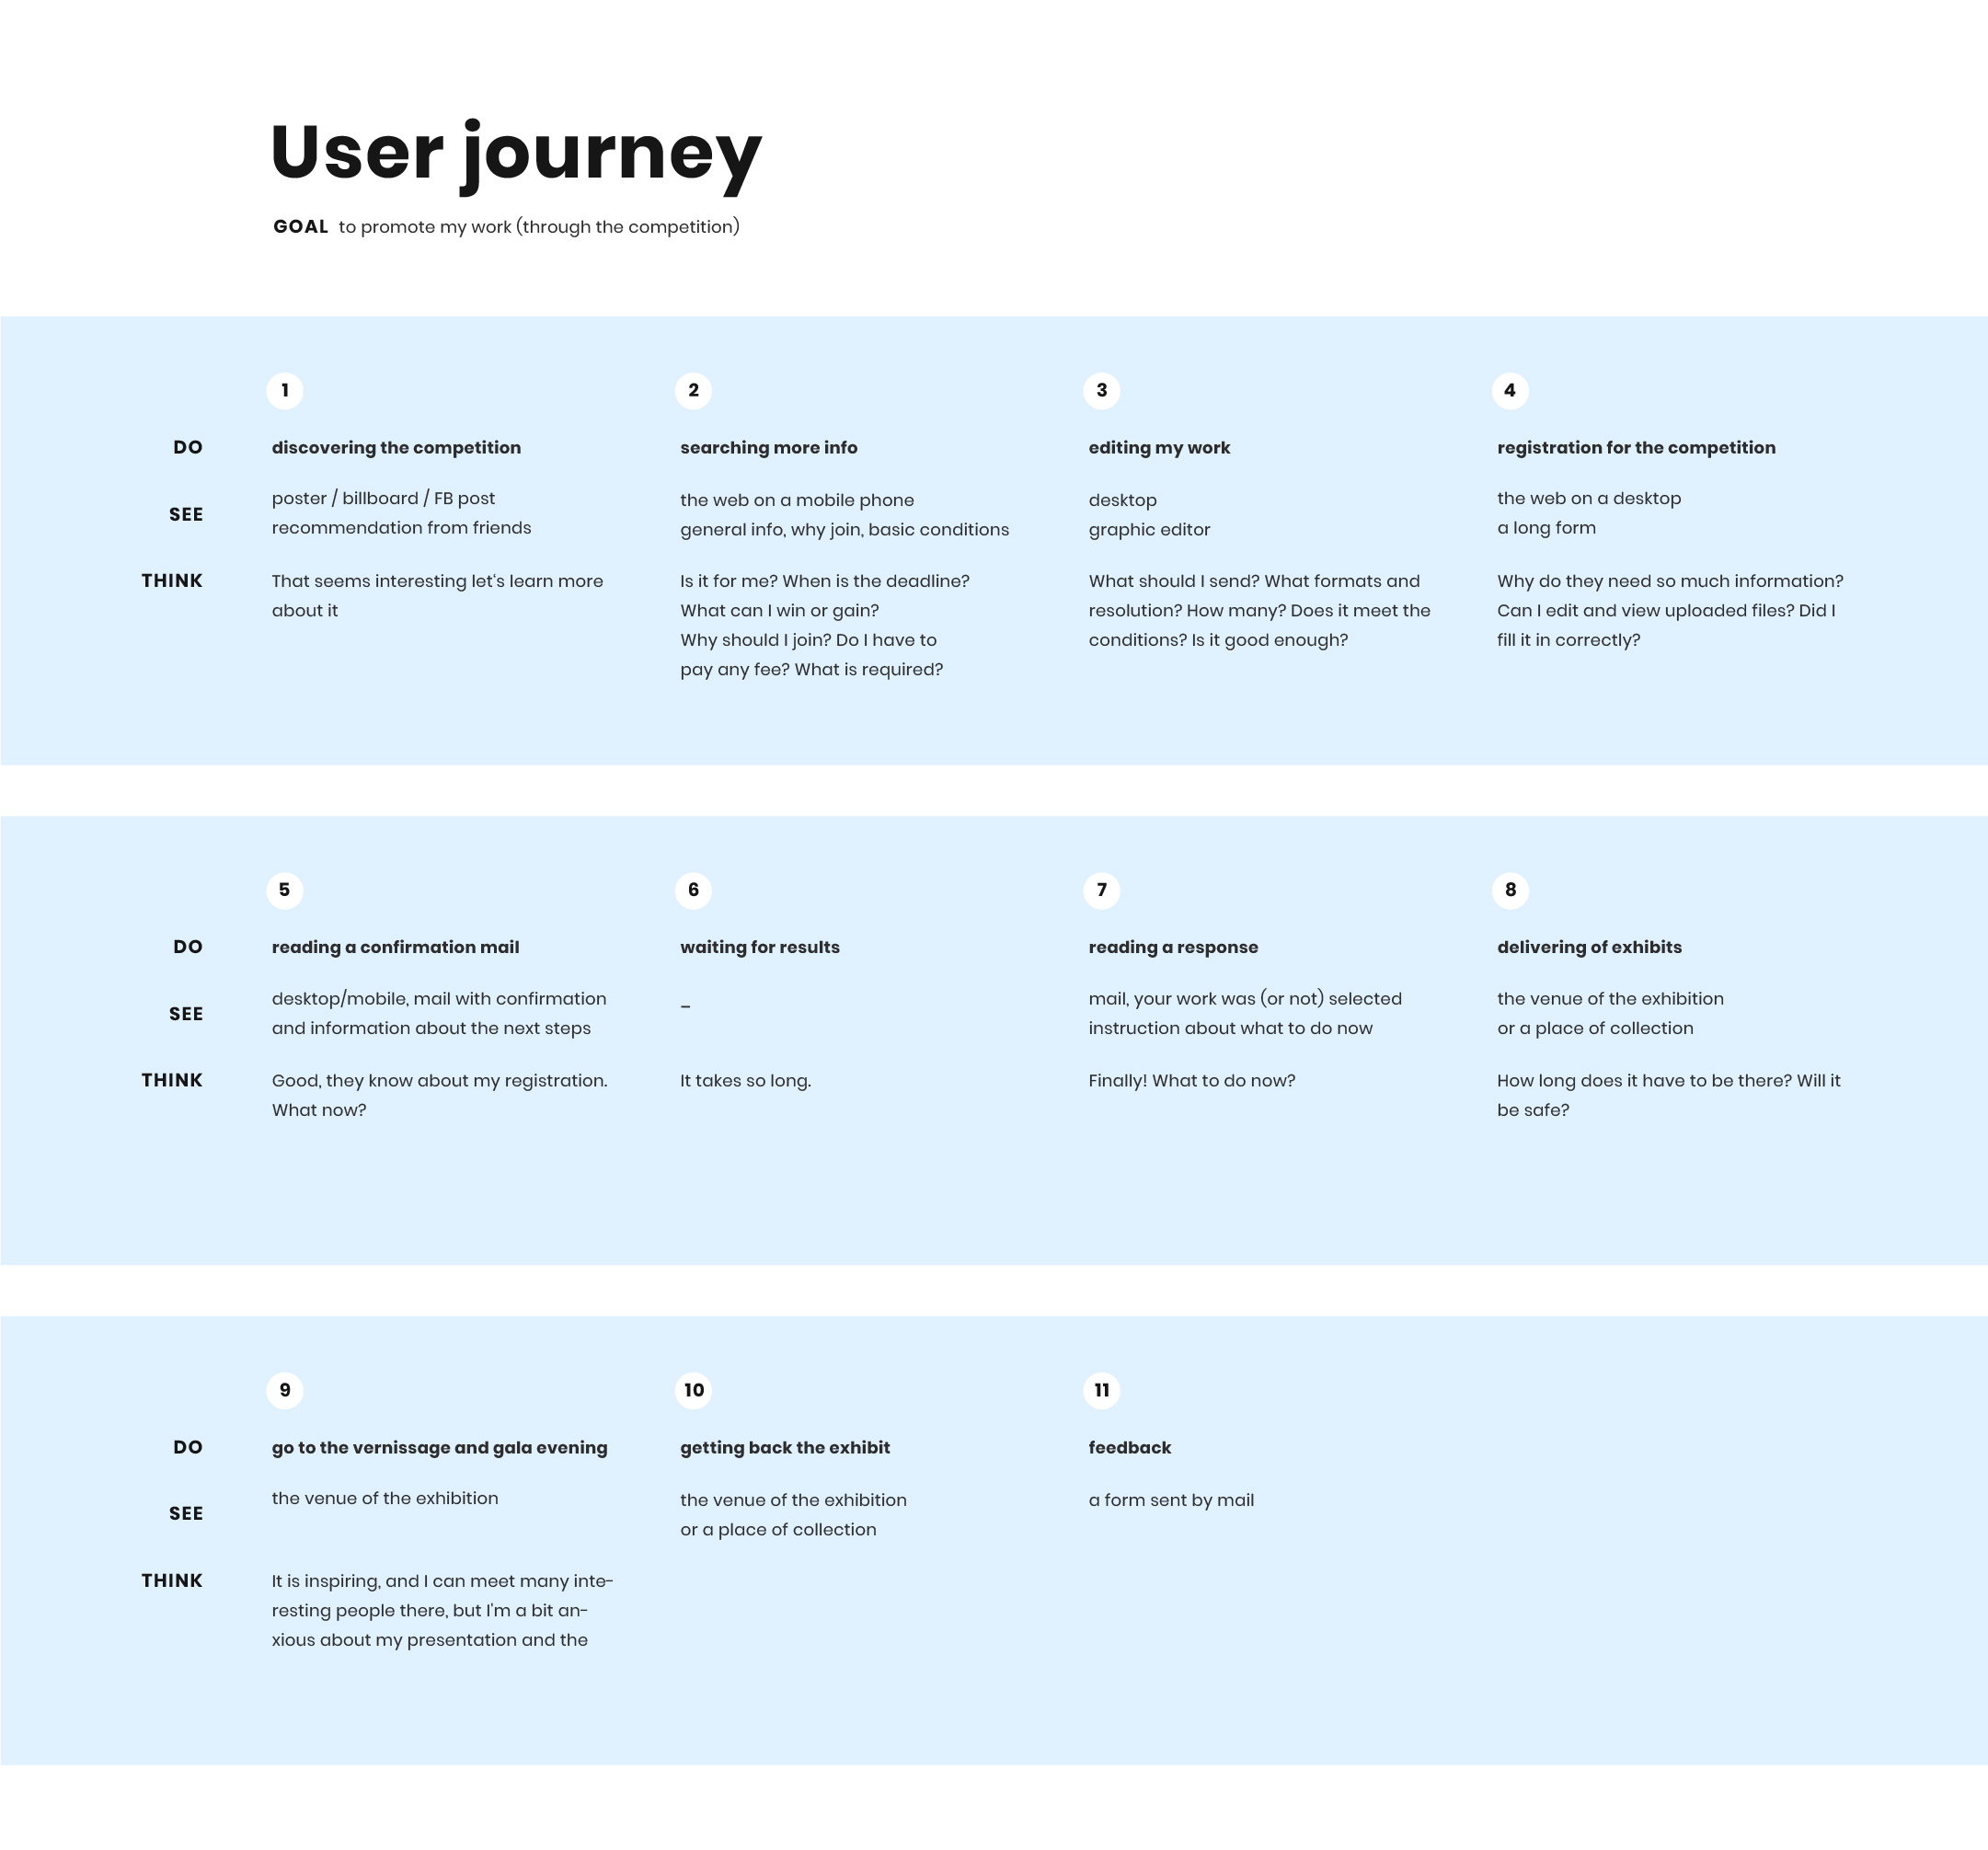 User journey
GOAL to promote my work (through the competition)
1
2
3
4
DO
discovering the competition
searching more info
editing my work
registration for the competition
SEE
poster / billboard / FB post
recommendation from friends
the web on a mobile phone
general info, why join, basic conditions
desktop
graphic editor
the web on a desktop
a long form
THINK
That seems interesting let‘s learn more
about it
Is it for me? When is the deadline?
What can I win or gain?
Why should I join? Do I have to
pay any fee? What is required?
What should I send? What formats and
resolution? How many? Does it meet the
conditions? Is it good enough?
Why do they need so much information?
Can I edit and view uploaded files? Did I
fill it in correctly?
5
6
7
8
DO
reading a confirmation mail
waiting for results
reading a response
delivering of exhibits
SEE
desktop/mobile, mail with confirmation
and information about the next steps
–
mail, your work was (or not) selected
instruction about what to do now
the venue of the exhibition
or a place of collection
THINK
Good, they know about my registration.
What now?
It takes so long.
Finally! What to do now?
How long does it have to be there? Will it
be safe?
9
10
11
DO
go to the vernissage and gala evening
getting back the exhibit
feedback
SEE
the venue of the exhibition
the venue of the exhibition
or a place of collection
a form sent by mail
THINK
It is inspiring, and I can meet many inte-
resting people there, but I'm a bit an-
xious about my presentation and the